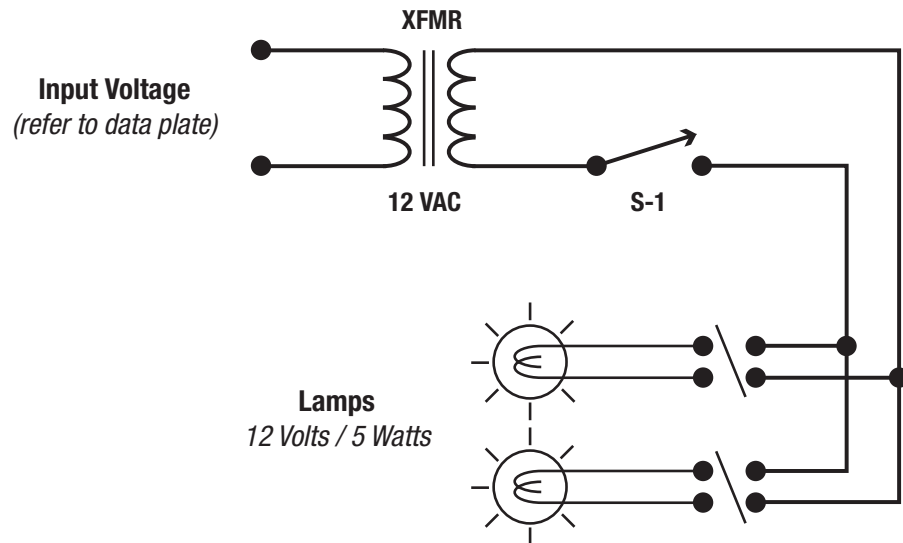 XFMR
Input Voltage
(refer to data plate)
12 VAC
S-1
Lamps
12 Volts / 5 Watts